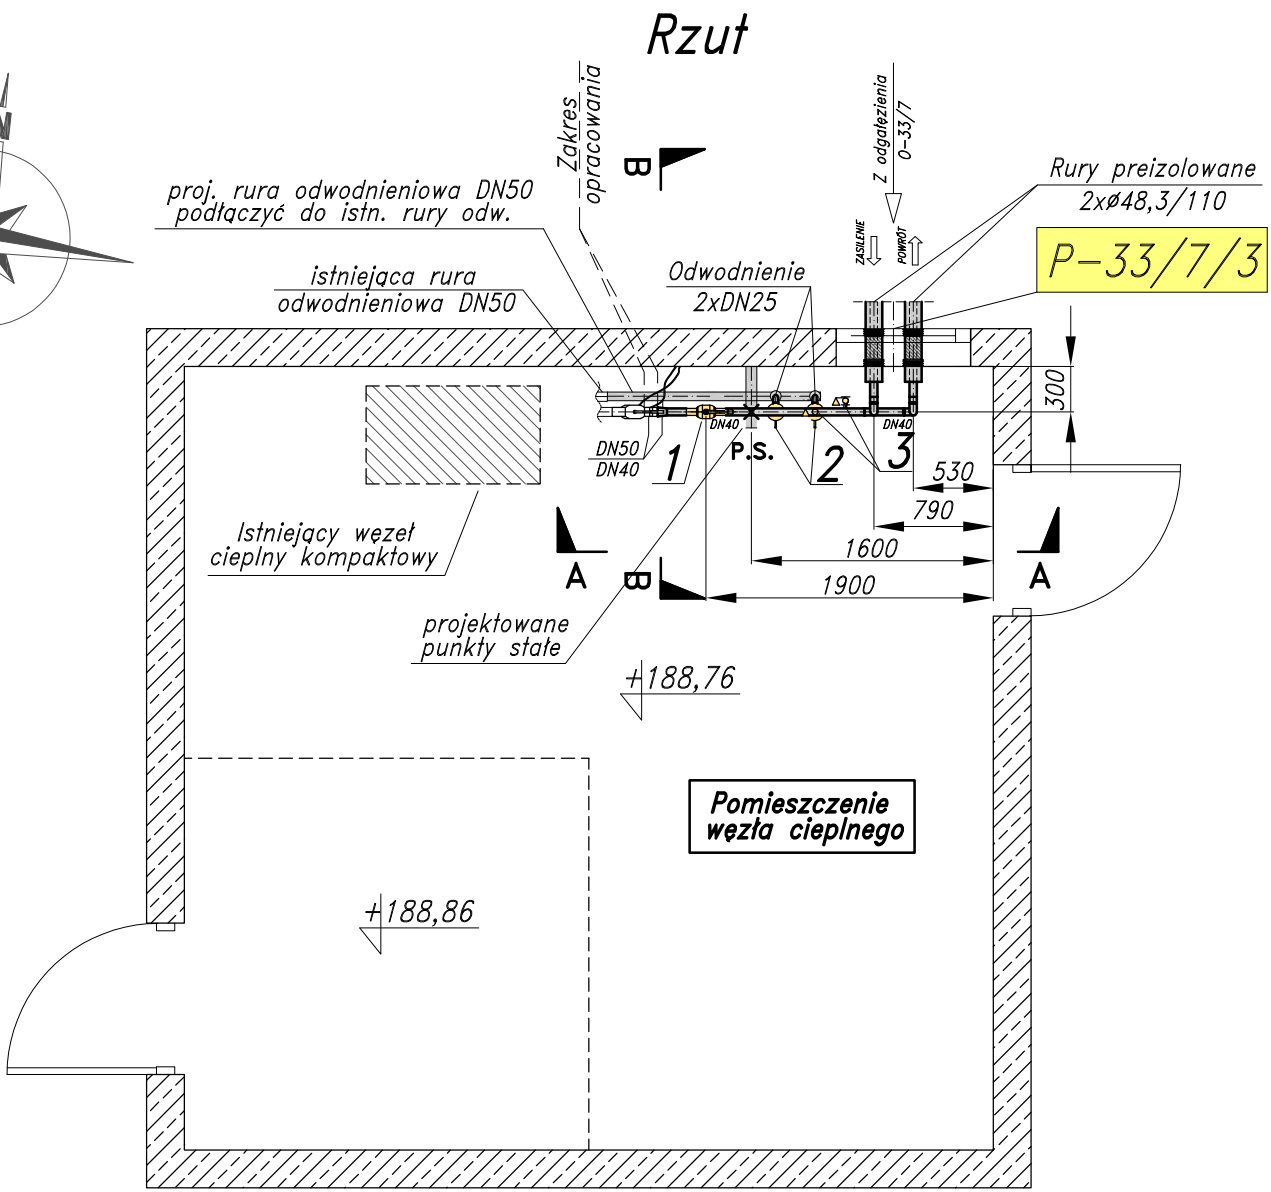 Rzut
N
Zakres
opracowania
B
Z odgałęzienia
O-33/7
Rury preizolowane
2xø48,3/110
proj. rura odwodnieniowa DN50
podłączyć do istn. rury odw.
ZASILENIE
POWRÓT
P-33/7/3
istniejąca rura
odwodnieniowa DN50
Odwodnienie
2xDN25
300
DN40
DN40
DN50
DN40
1
P.S.
2
3
530
790
Istniejący węzeł
cieplny kompaktowy
A
B
1600
A
1900
projektowane
punkty stałe
+188,76
Pomieszczenie
węzła cieplnego
+188,86